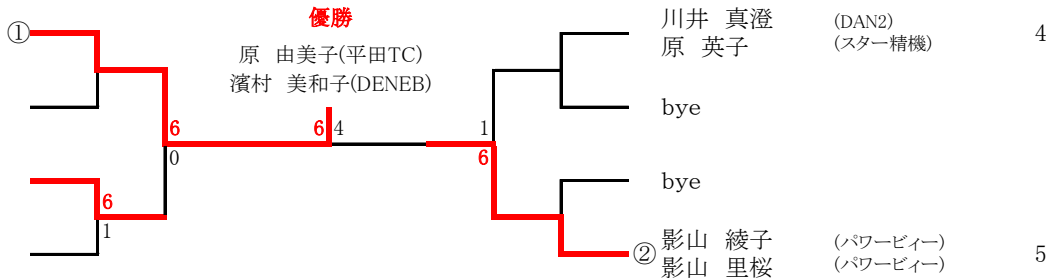 優勝
原 由美子(平田TC)
濱村 美和子(DENEB)
①
6
0
6
1
6 4
1
6
川井 真澄 (DAN2)
原 英子 (スター精機)
4
bye
bye
②
影山 綾子 (パワービィー)
影山 里桜 (パワービィー)
5